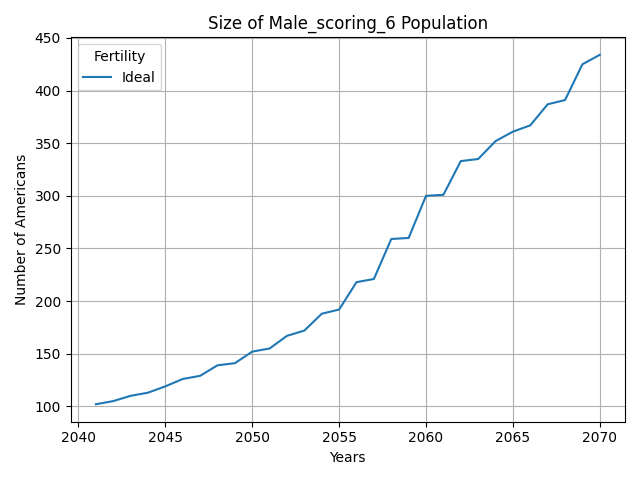 Size of Male_scoring_6 Population
Fertility
Ideal
Number of Americans
450
400
350
300
250
200
150
100
2040 2045 2050 2055 2060 2065 2070
Years